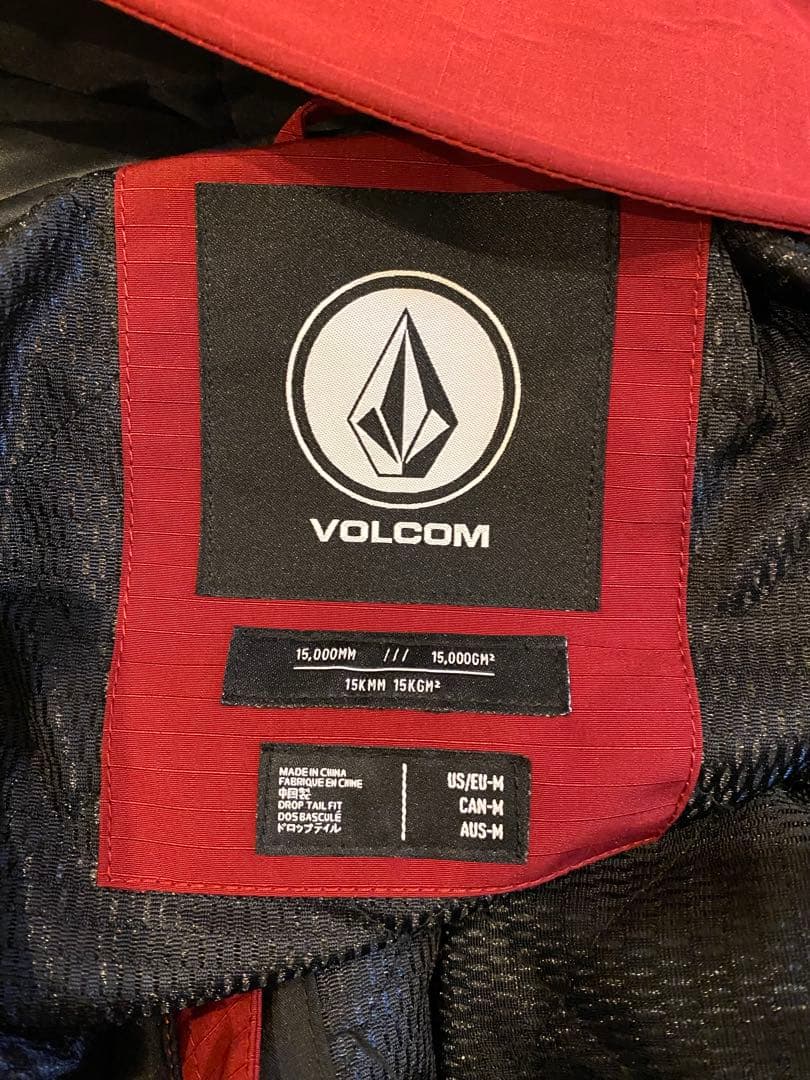 VOLCOM
15,000MM /// 15,000GM²
15KMM 15KGM²
MADE IN CHINA
FABRIQUE EN CHINE
中国製
DROP TAIL FIT
DOS BASCULÉ
ドロップテイル
US/EU-M
CAN-M
AUS-M